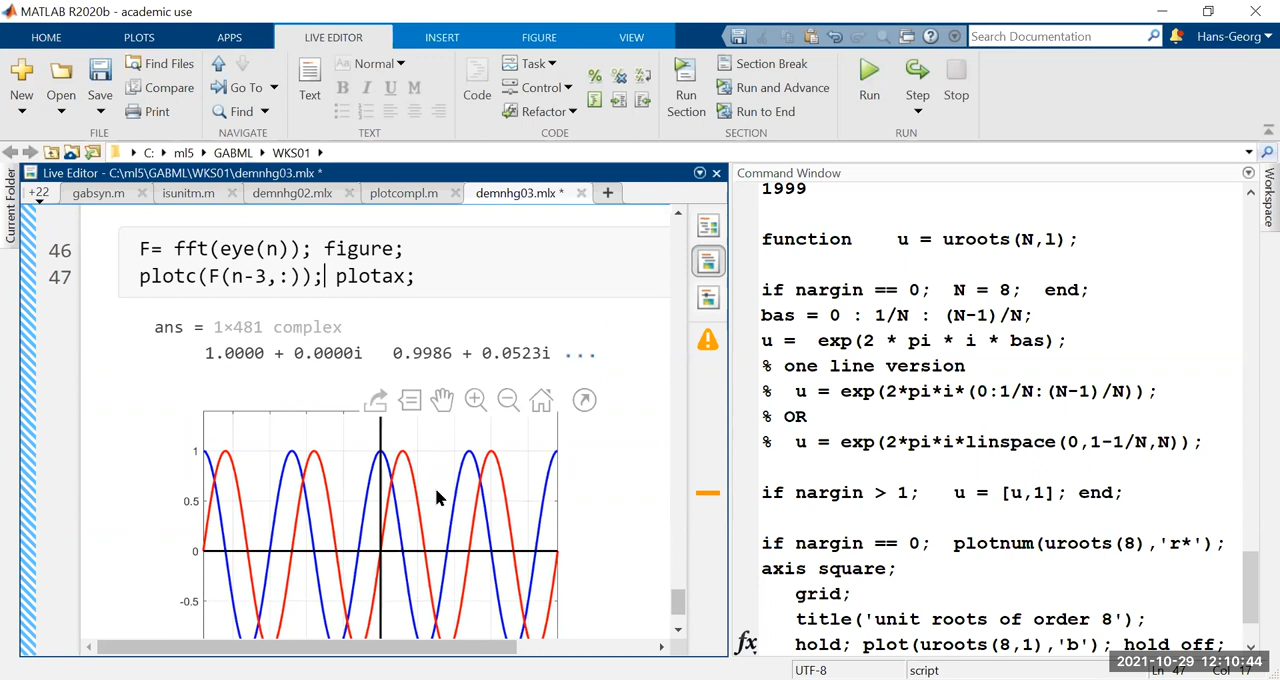 MATLAB R2020b - academic use
HOME PLOTS APPS LIVE EDITOR INSERT FIGURE VIEW Search Documentation Hans-Georg
New Open Save Find Files Compare Print
FILE
Go To Find
NAVIGATE
Text Aa Normal B I U M
TEXT
Code Task Control Refactor
CODE
Run Section Section Break Run and Advance Run to End
SECTION
Run Step Stop
RUN
C: ml5 GABML WKS01
Current Folder
Live Editor - C:\ml5\GABML\WKS01\demnhg03.mlx *
+22 gabsyn.m isunitm.m demnhg02.mlx plotcompl.m demnhg03.mlx *
46 F= fft(eye(n)); figure;
47 plotc(F(n-3,:)); plotax;
ans = 1×481 complex
1.0000 + 0.0000i 0.9986 + 0.0523i ...
1
0.5
0
-0.5
Command Window
Workspace
1999
function u = uroots(N,l);
if nargin == 0; N = 8; end;
bas = 0 : 1/N : (N-1)/N;
u = exp(2 * pi * i * bas);
% one line version
% u = exp(2*pi*i*(0:1/N:(N-1)/N));
% OR
% u = exp(2*pi*i*linspace(0,1-1/N,N));
if nargin > 1; u = [u,1]; end;
if nargin == 0; plotnum(uroots(8),'r*');
axis square;
grid;
title('unit roots of order 8');
fx hold; plot(uroots(8,1),'b'); hold off;
2021-10-29 12:10:44
UTF-8 script Ln 47 Col 17